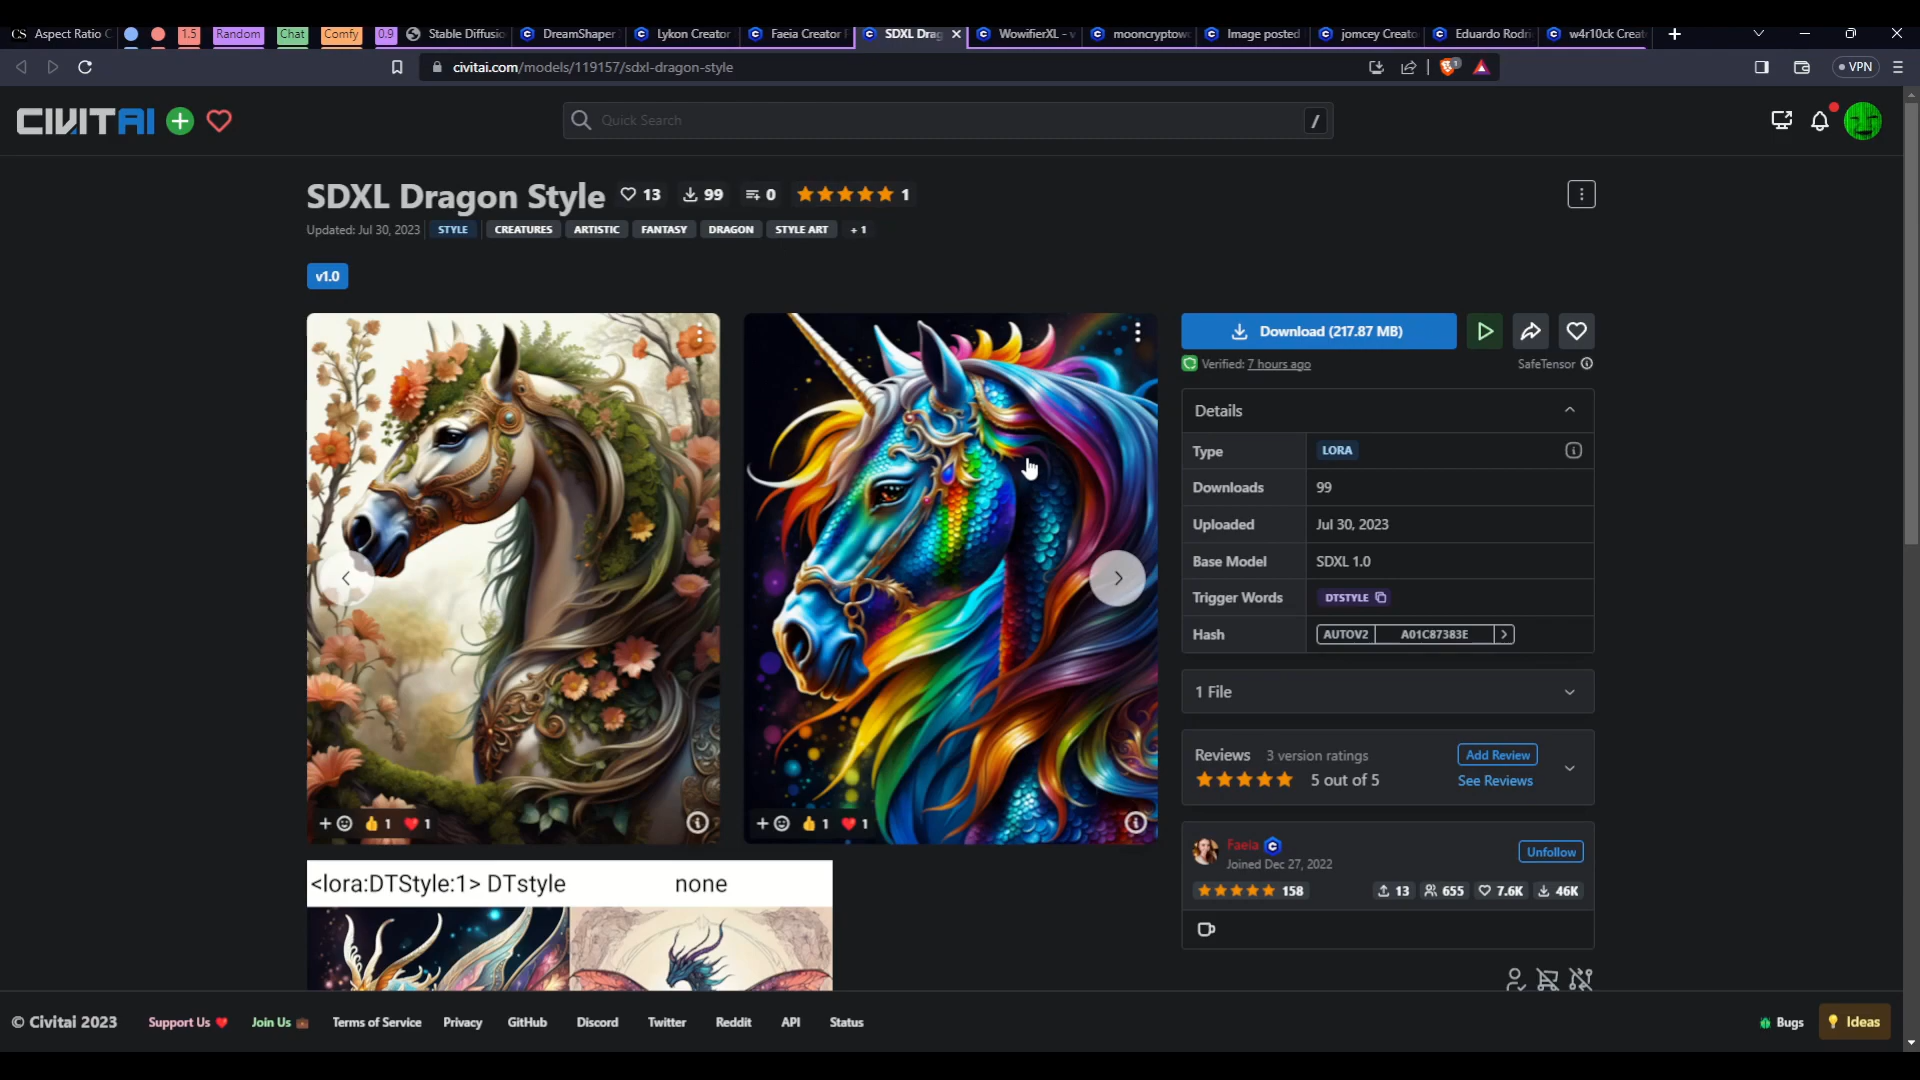 CS Aspect Ratio C
1.5
Random
Chat
Comfy
0.9
Stable Diffusio
DreamShaper
Lykon Creator
Faeia Creator
SDXL Drag
WowifierXL - v
mooncryptow
Image posted
jomcey Creato
Eduardo Rodri
w4r10ck Creat
civitai.com/models/119157/sdxl-dragon-style
1
VPN
CIVITAI
Quick Search
/
SDXL Dragon Style
13
99
0
1
Updated: Jul 30, 2023
STYLE
CREATURES
ARTISTIC
FANTASY
DRAGON
STYLE ART
+ 1
v1.0
Download (217.87 MB)
Verified: 7 hours ago
SafeTensor
Details
Type
LORA
Downloads
99
Uploaded
Jul 30, 2023
Base Model
SDXL 1.0
Trigger Words
DTSTYLE
Hash
AUTOV2
A01C87383E
1 File
Reviews
3 version ratings
Add Review
5 out of 5
See Reviews
+
1
1
+
1
1
Faeia
Joined Dec 27, 2022
Unfollow
158
13
655
7.6K
46K
<lora:DTStyle:1> DTstyle
none
© Civitai 2023
Support Us
Join Us
Terms of Service
Privacy
GitHub
Discord
Twitter
Reddit
API
Status
Bugs
Ideas